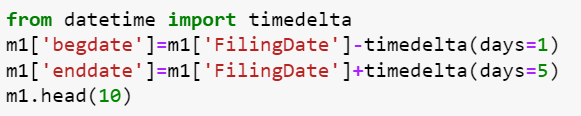 from datetime import timedelta
m1['begdate']=m1['FilingDate']-timedelta(days=1)
m1['enddate']=m1['FilingDate']+timedelta(days=5)
m1.head(10)